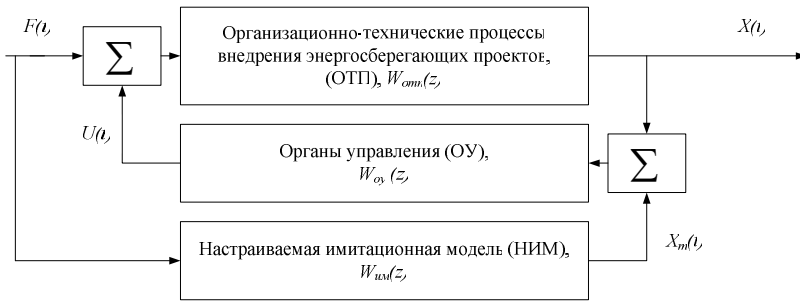 F(t)
X(t)
Организационно-технические процессы
внедрения энергосберегающих проектов,
(ОТП), Wотп(z)
Σ
U(t)
Органы управления (ОУ),
Wоу (z)
Σ
Настраиваемая имитационная модель (НИМ),
Wим(z)
Xm(t)